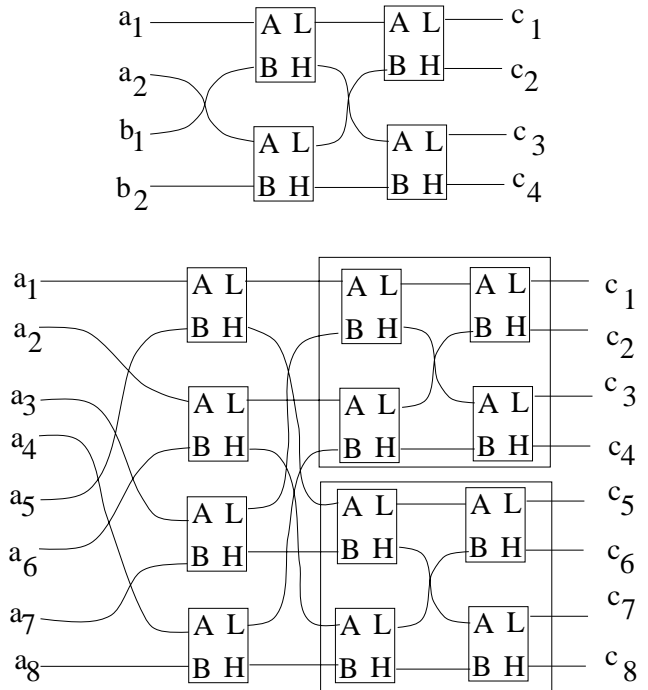 a1 A L A L c1
a2 B H B H c2
b1 A L A L c3
b2 B H B H c4
a1 A L A L A L c1
a2 B H B H B H c2
a3 A L A L A L c3
a4 B H B H B H c4
a5 A L A L A L c5
a6 B H B H B H c6
a7 A L A L A L c7
a8 B H B H B H c8